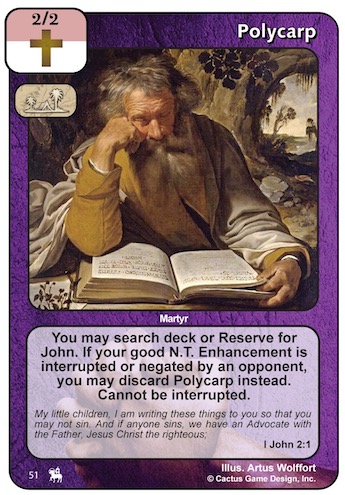 2/2
Polycarp
Martyr
You may search deck or Reserve for
John. If your good N.T. Enhancement is
interrupted or negated by an opponent,
you may discard Polycarp instead.
Cannot be interrupted.
My little children, I am writing these things to you so that you
may not sin. And if anyone sins, we have an Advocate with
the Father, Jesus Christ the righteous;
I John 2:1
51
Illus. Artus Wolffort
© Cactus Game Design, Inc.